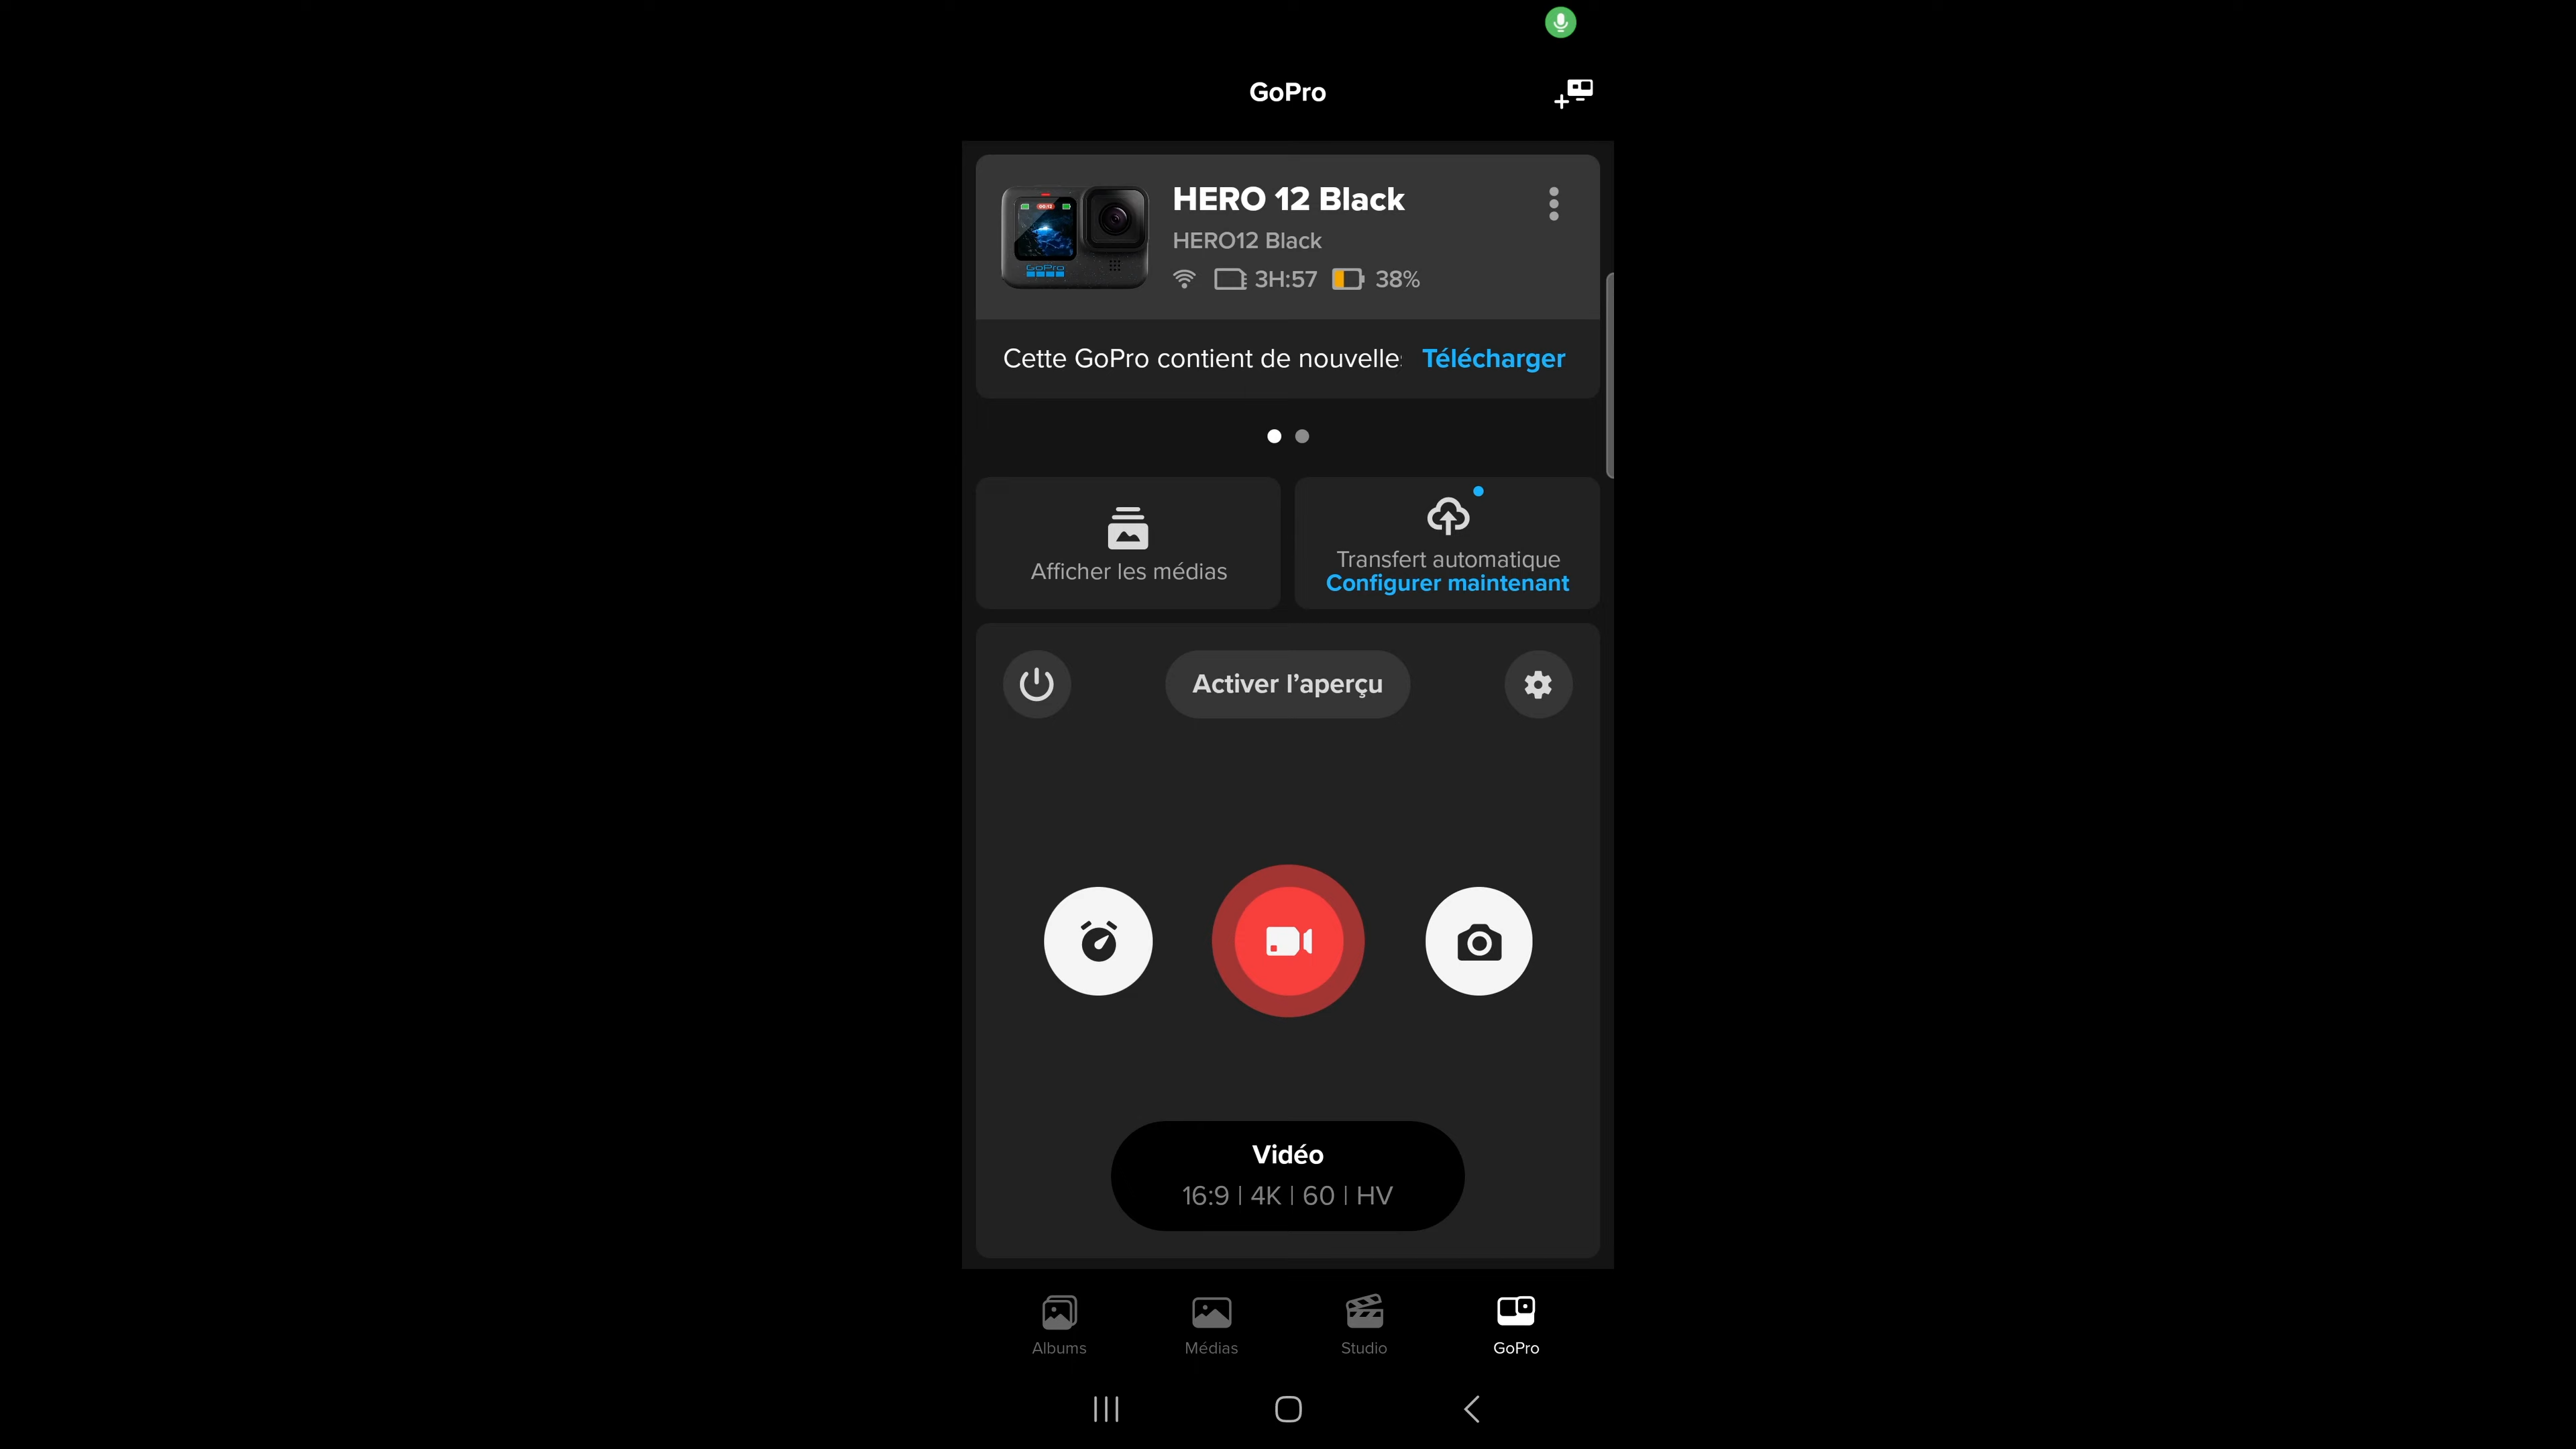 GoPro
HERO 12 Black
HERO12 Black
3H:57 38%
Cette GoPro contient de nouvelles Télécharger
Afficher les médias
Transfert automatique
Configurer maintenant
Activer l’aperçu
Vidéo
16:9 | 4K | 60 | HV
Albums Médias Studio GoPro